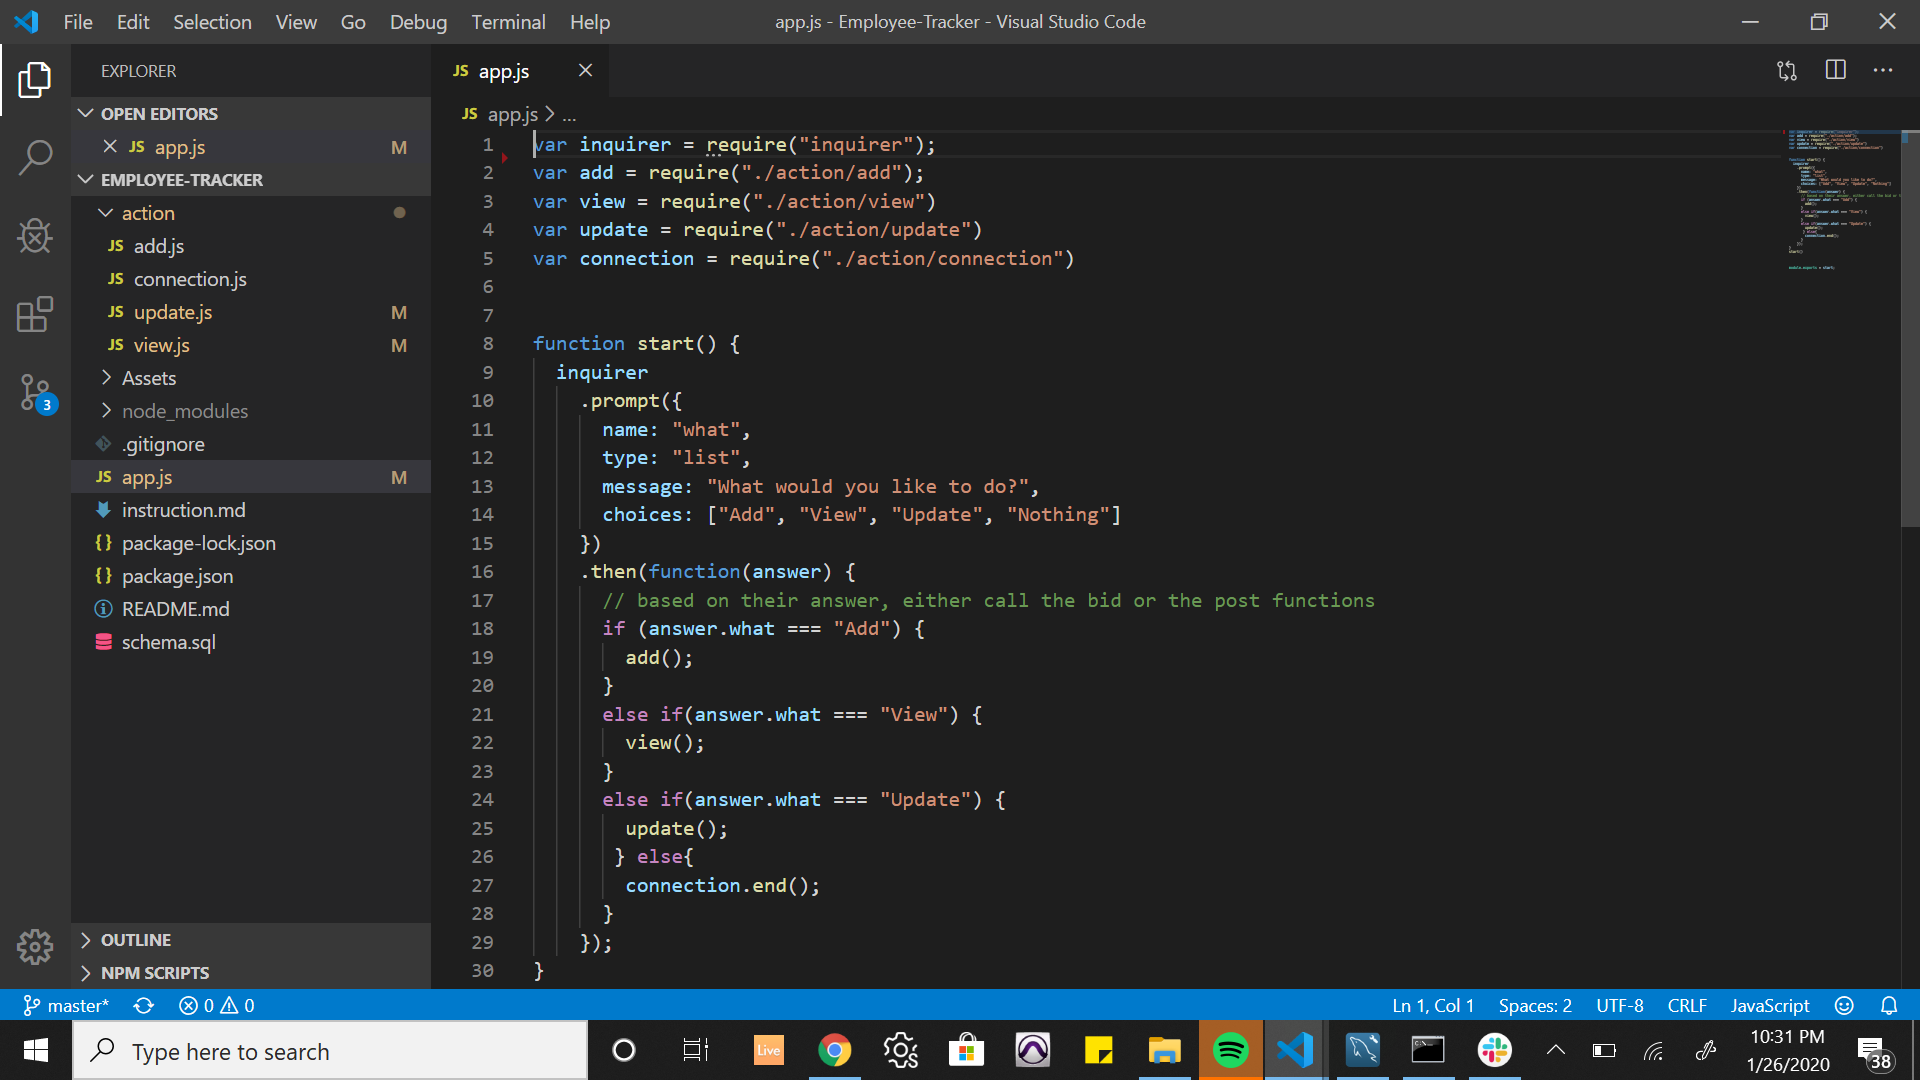 File Edit Selection View Go Debug Terminal Help
app.js - Employee-Tracker - Visual Studio Code
EXPLORER
OPEN EDITORS
JS app.js M
EMPLOYEE-TRACKER
action
JS add.js
JS connection.js
JS update.js M
JS view.js M
Assets
node_modules
.gitignore
JS app.js M
instruction.md
{} package-lock.json
{} package.json
README.md
schema.sql
OUTLINE
NPM SCRIPTS
3
JS app.js
JS app.js > ...
1 var inquirer = require("inquirer");
2 var add = require("./action/add");
3 var view = require("./action/view")
4 var update = require("./action/update")
5 var connection = require("./action/connection")
6
7
8 function start() {
9 inquirer
10 .prompt({
11 name: "what",
12 type: "list",
13 message: "What would you like to do?",
14 choices: ["Add", "View", "Update", "Nothing"]
15 })
16 .then(function(answer) {
17 // based on their answer, either call the bid or the post functions
18 if (answer.what === "Add") {
19 add();
20 }
21 else if(answer.what === "View") {
22 view();
23 }
24 else if(answer.what === "Update") {
25 update();
26 } else{
27 connection.end();
28 }
29 });
30 }
master* 0 0
Ln 1, Col 1 Spaces: 2 UTF-8 CRLF JavaScript
Type here to search
Live
10:31 PM
1/26/2020
38